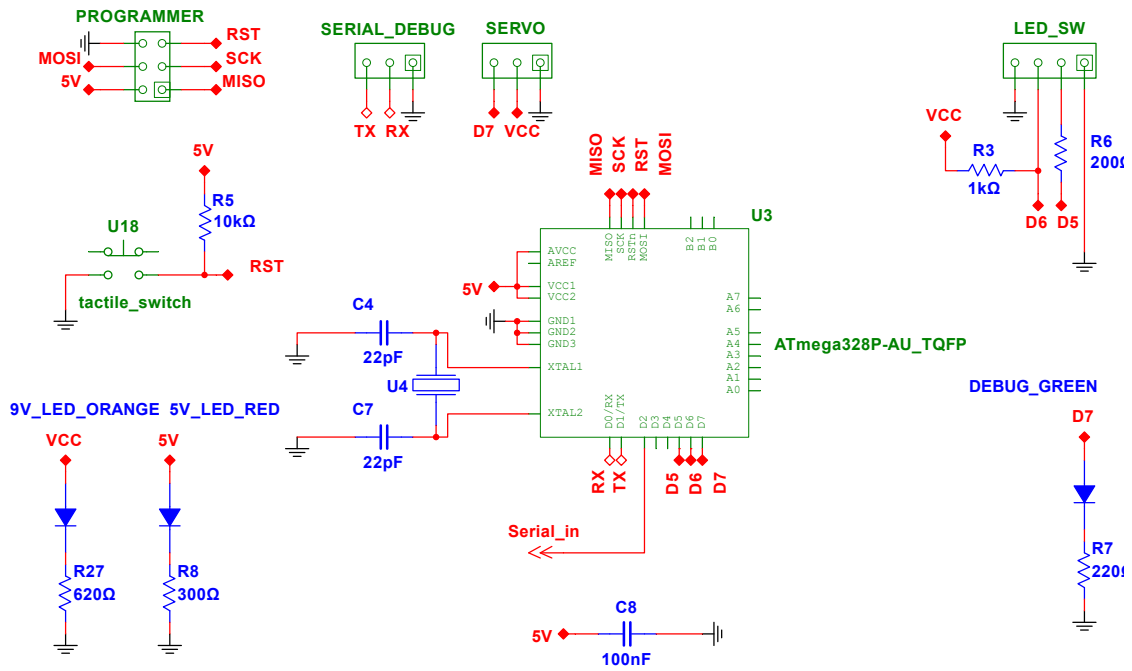 PROGRAMMER
RST
MOSI
SCK
5V
MISO
SERIAL_DEBUG
TX RX
SERVO
D7 VCC
LED_SW
VCC
R3
1kΩ
R6
200Ω
D6 D5
5V
R5
10kΩ
U18
RST
tactile_switch
MISO
SCK
RST
MOSI
U3
MISO
SCK
RSTn
MOSI
B2
B1
B0
AVCC
AREF
VCC1
VCC2
GND1
GND2
GND3
XTAL1
XTAL2
A7
A6
A5
A4
A3
A2
A1
A0
D0/RX
D1/TX
D2
D3
D4
D5
D6
D7
5V
ATmega328P-AU_TQFP
C4
22pF
U4
C7
22pF
RX
TX
D5
D6
D7
Serial_in
9V_LED_ORANGE 5V_LED_RED
VCC
5V
R27
620Ω
R8
300Ω
DEBUG_GREEN
D7
R7
220Ω
C8
5V
100nF